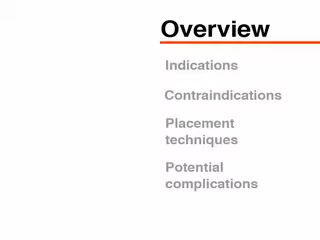 Overview
Indications
Contraindications
Placement
techniques
Potential
complications